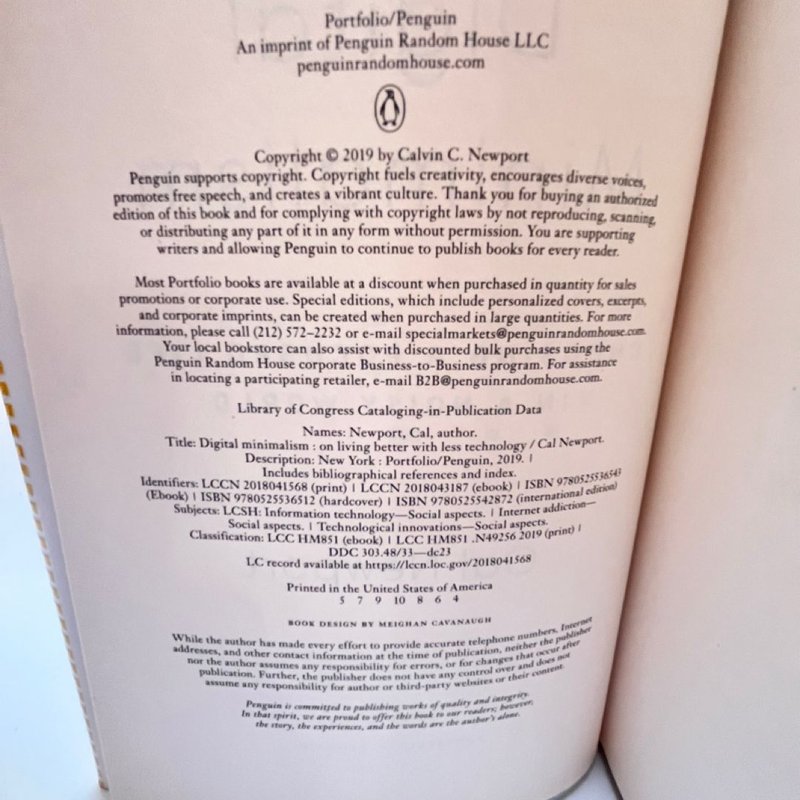 Portfolio/Penguin
An imprint of Penguin Random House LLC
penguinrandomhouse.com
Copyright © 2019 by Calvin C. Newport
Penguin supports copyright. Copyright fuels creativity, encourages diverse voices,
promotes free speech, and creates a vibrant culture. Thank you for buying an authorized
edition of this book and for complying with copyright laws by not reproducing, scanning,
or distributing any part of it in any form without permission. You are supporting
writers and allowing Penguin to continue to publish books for every reader.
Most Portfolio books are available at a discount when purchased in quantity for sales
promotions or corporate use. Special editions, which include personalized covers, excerpts,
and corporate imprints, can be created when purchased in large quantities. For more
information, please call (212) 572–2232 or e-mail specialmarkets@penguinrandomhouse.com.
Your local bookstore can also assist with discounted bulk purchases using the
Penguin Random House corporate Business-to-Business program. For assistance
in locating a participating retailer, e-mail B2B@penguinrandomhouse.com.
Library of Congress Cataloging-in-Publication Data
Names: Newport, Cal, author.
Title: Digital minimalism : on living better with less technology / Cal Newport.
Description: New York : Portfolio/Penguin, 2019. |
Includes bibliographical references and index.
Identifiers: LCCN 2018041568 (print) | LCCN 2018043187 (ebook) | ISBN 9780525536543
(Ebook) | ISBN 9780525536512 (hardcover) | ISBN 9780525542872 (international edition)
Subjects: LCSH: Information technology—Social aspects. | Internet addiction—
Social aspects. | Technological innovations—Social aspects.
Classification: LCC HM851 (ebook) | LCC HM851 .N49256 2019 (print) |
DDC 303.48/33—dc23
LC record available at https://lccn.loc.gov/2018041568
Printed in the United States of America
5 7 9 10 8 6 4
BOOK DESIGN BY MEIGHAN CAVANAUGH
While the author has made every effort to provide accurate telephone numbers, Internet
addresses, and other contact information at the time of publication, neither the publisher
nor the author assumes any responsibility for errors, or for changes that occur after
publication. Further, the publisher does not have any control over and does not
assume any responsibility for author or third-party websites or their content.
Penguin is committed to publishing works of quality and integrity.
In that spirit, we are proud to offer this book to our readers; however,
the story, the experiences, and the words are the author's alone.